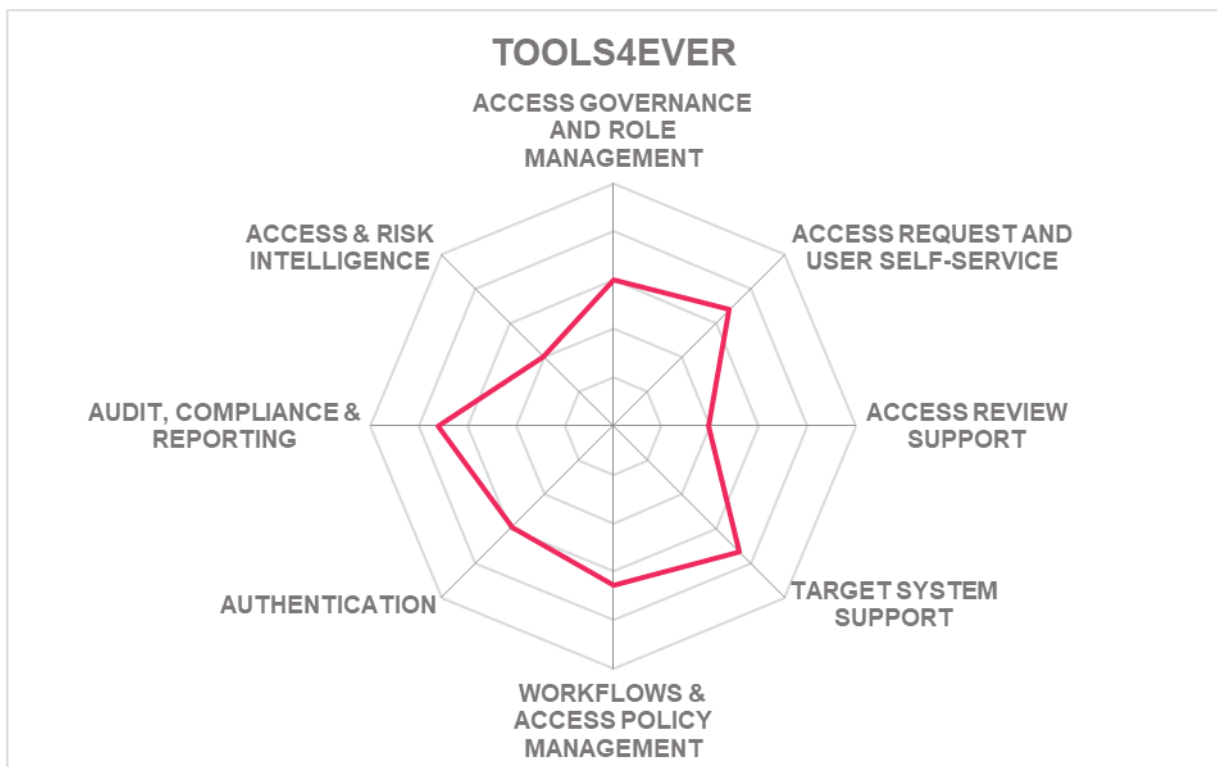 TOOLS4EVER
ACCESS GOVERNANCE
AND ROLE
MANAGEMENT
ACCESS REQUEST AND
USER SELF-SERVICE
ACCESS REVIEW
SUPPORT
TARGET SYSTEM
SUPPORT
WORKFLOWS &
ACCESS POLICY
MANAGEMENT
AUTHENTICATION
AUDIT, COMPLIANCE &
REPORTING
ACCESS & RISK
INTELLIGENCE